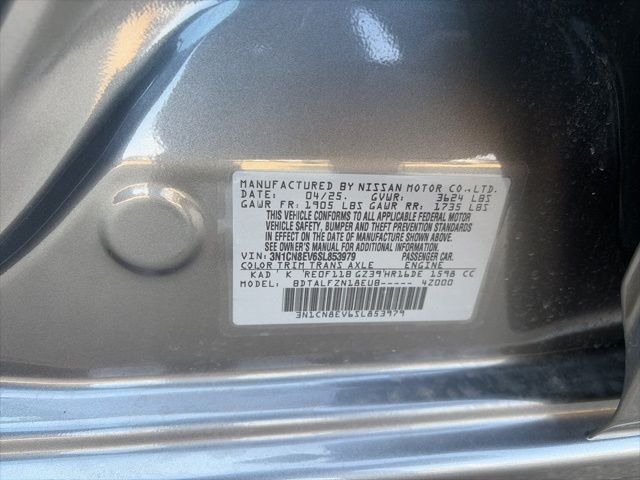 MANUFACTURED BY NISSAN MOTOR CO., LTD.
DATE: 04/25. GVWR: 3624 LBS
GAWR FR: 1905 LBS GAWR RR: 1735 LBS
THIS VEHICLE CONFORMS TO ALL APPLICABLE FEDERAL MOTOR
VEHICLE SAFETY, BUMPER AND THEFT PREVENTION STANDARDS
IN EFFECT ON THE DATE OF MANUFACTURE SHOWN ABOVE.
SEE OWNER'S MANUAL FOR ADDITIONAL INFORMATION.
VIN: 3N1CN8EV6SL853979 PASSENGER CAR
COLOR TRIM TRANS AXLE ENGINE
KAD K RE0F11B GZ39 HR16DE 1598 CC
MODEL: BDTALFZN18EUB----- 4Z000
3N1CN8EV6SL853979